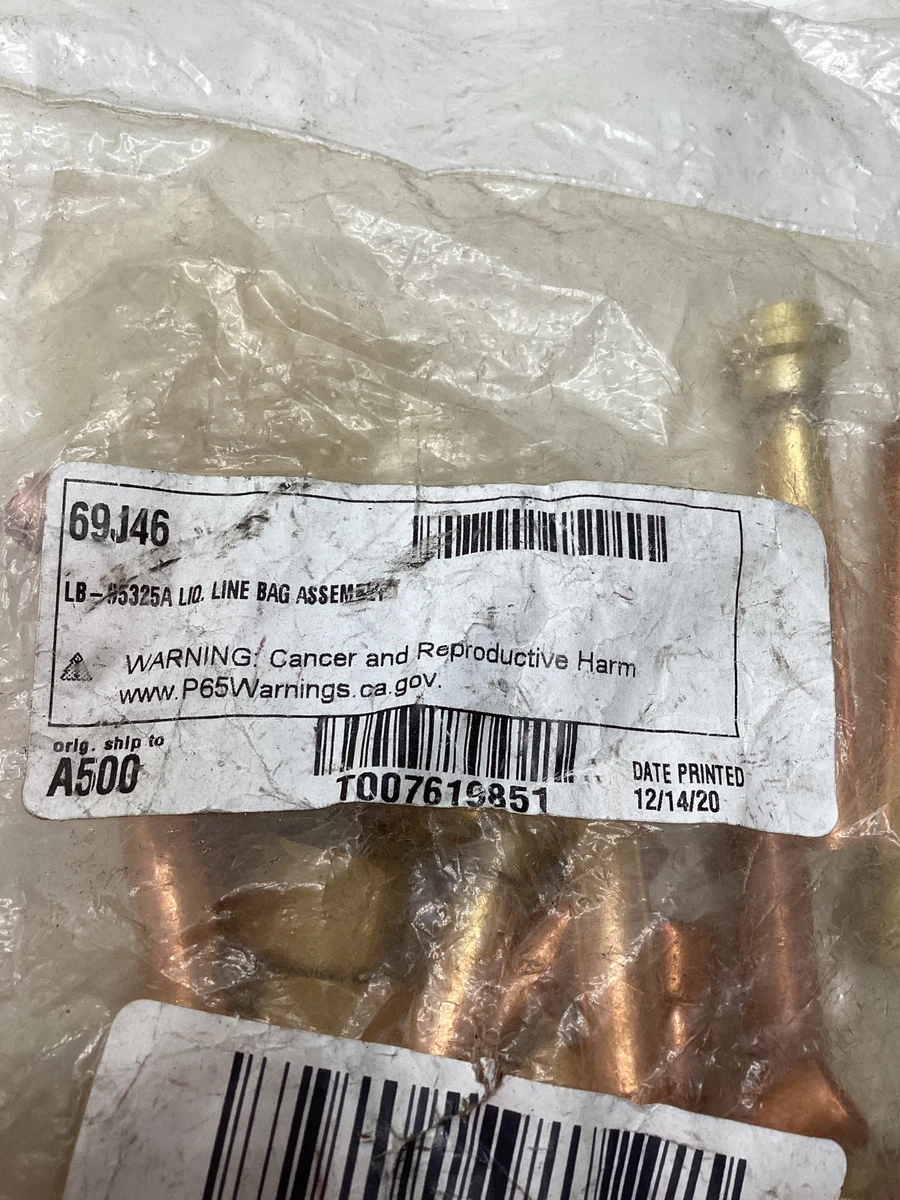 69J46
LIQ. LINE BAG ASSEMBLY
WARNING: Cancer and Reproductive Harm
www.P65Warnings.ca.gov.
orig. ship to
A500
T007619851
DATE PRINTED
12/14/20